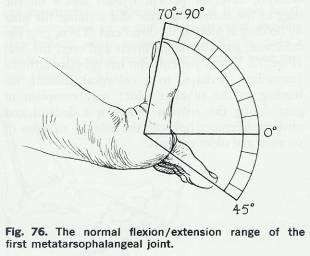 70°~90°
0°
45°
Fig. 76. The normal flexion/extension range of the
first metatarsophalangeal joint.